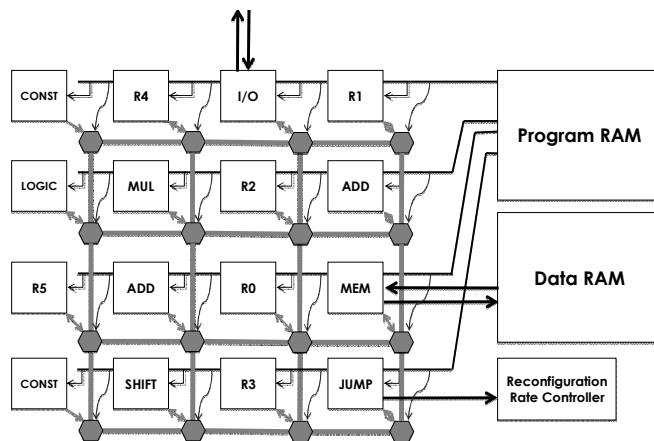 CONST
R4
I/O
R1
Program RAM
LOGIC
MUL
R2
ADD
Data RAM
R5
ADD
R0
MEM
CONST
SHIFT
R3
JUMP
Reconfiguration
Rate Controller